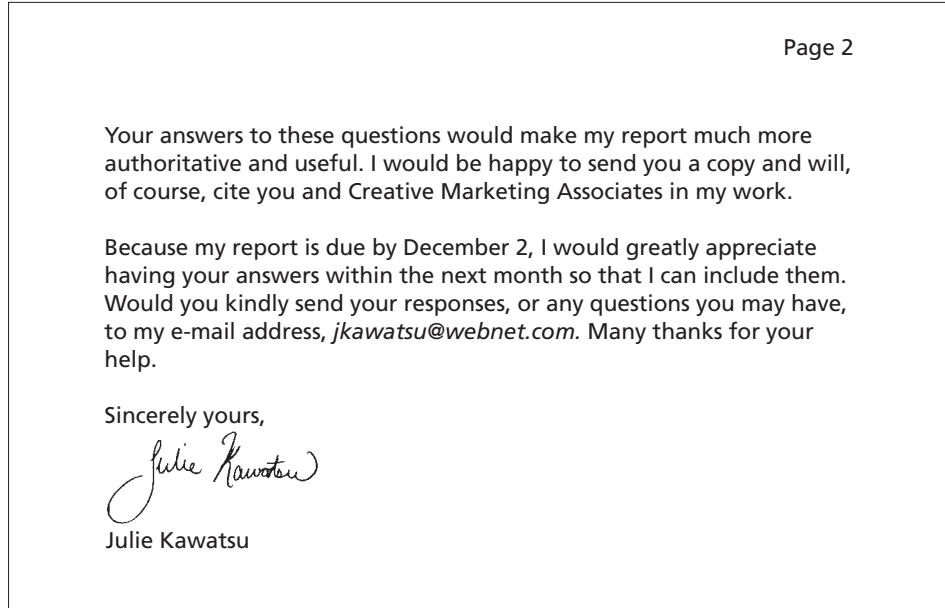 Page 2
Your answers to these questions would make my report much more
authoritative and useful. I would be happy to send you a copy and will,
of course, cite you and Creative Marketing Associates in my work.
Because my report is due by December 2, I would greatly appreciate
having your answers within the next month so that I can include them.
Would you kindly send your responses, or any questions you may have,
to my e-mail address, jkawatsu@webnet.com. Many thanks for your
help.
Sincerely yours,
Julie Kawatsu
Julie Kawatsu